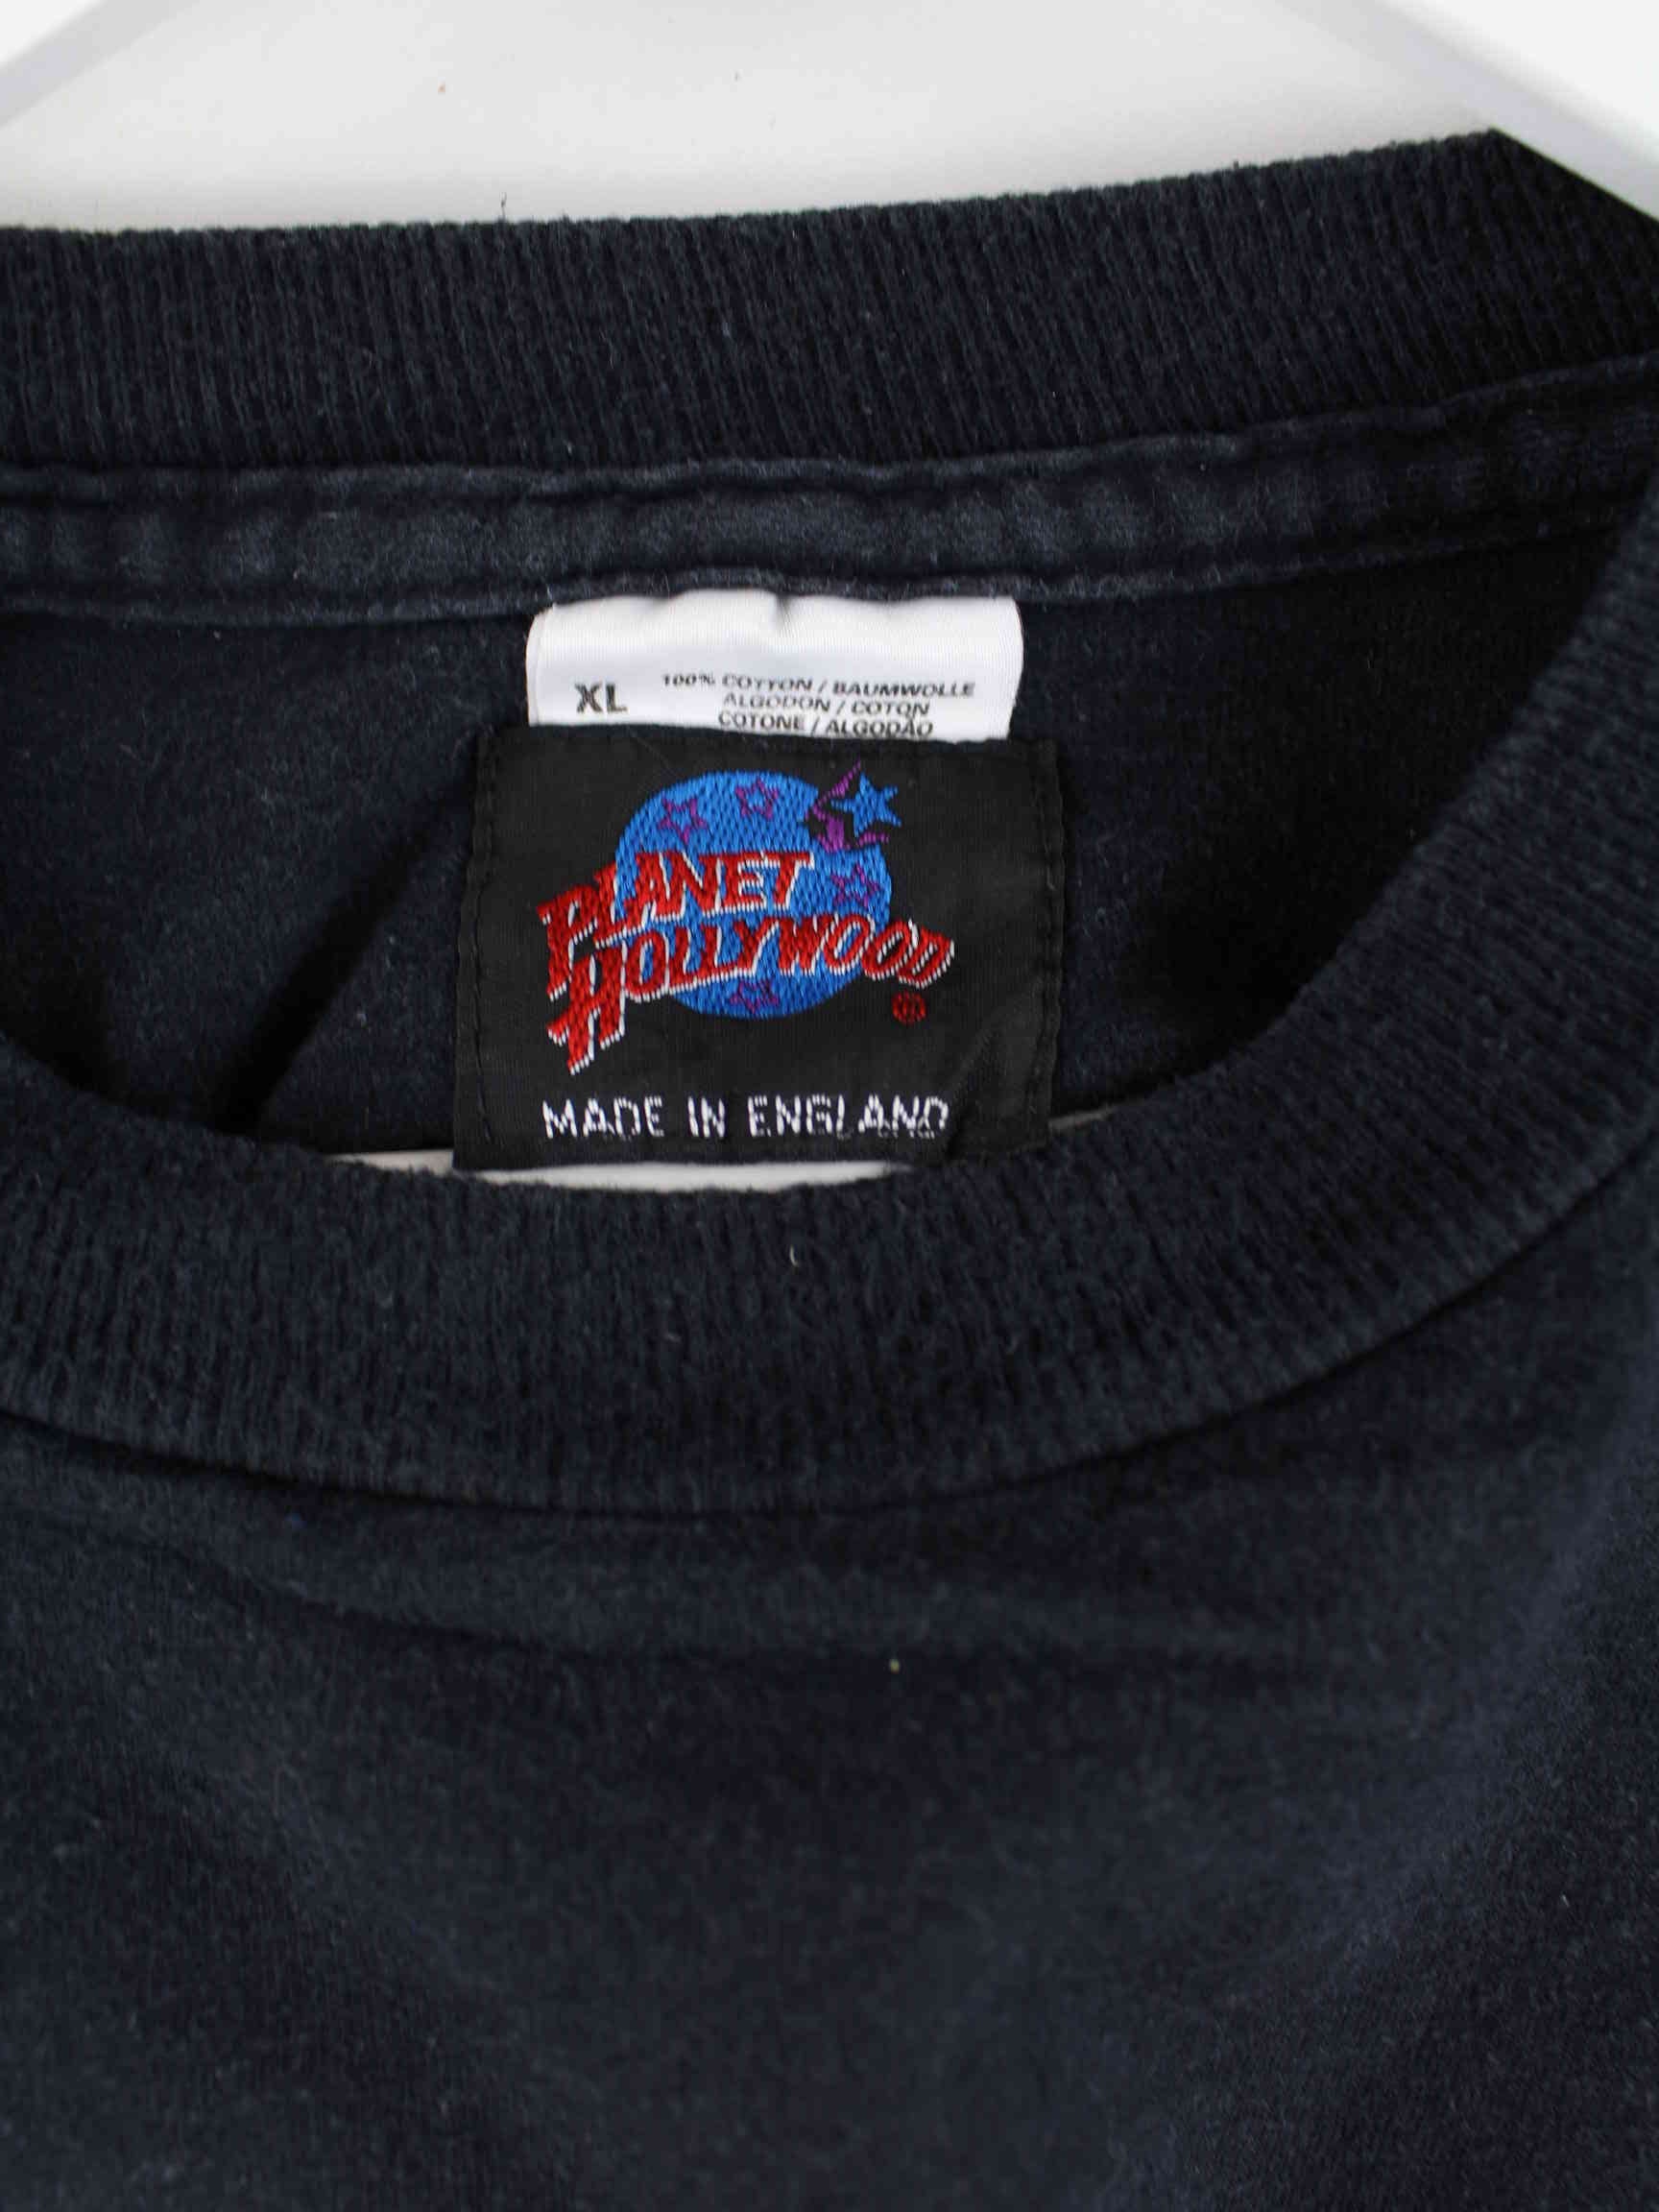 XL
100% COTTON / BAUMWOLLE
ALGODON / COTON
COTONE / ALGODÃO
PLANET
HOLLYWOOD
®
MADE IN ENGLAND